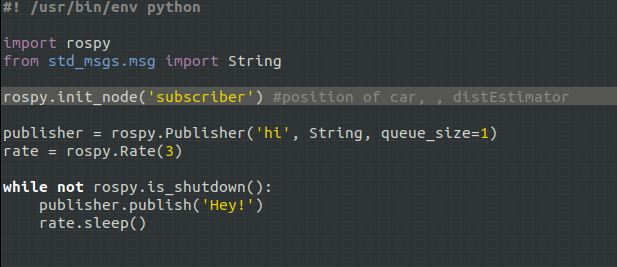 #! /usr/bin/env python
import rospy
from std_msgs.msg import String
rospy.init_node('subscriber') #position of car, , distEstimator
publisher = rospy.Publisher('hi', String, queue_size=1)
rate = rospy.Rate(3)
while not rospy.is_shutdown():
    publisher.publish('Hey!')
    rate.sleep()